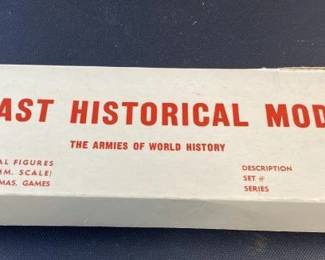 AST HISTORICAL MOD
THE ARMIES OF WORLD HISTORY
AL FIGURES
M. SCALE)
MAS, GAMES
DESCRIPTION
SET #
SERIES